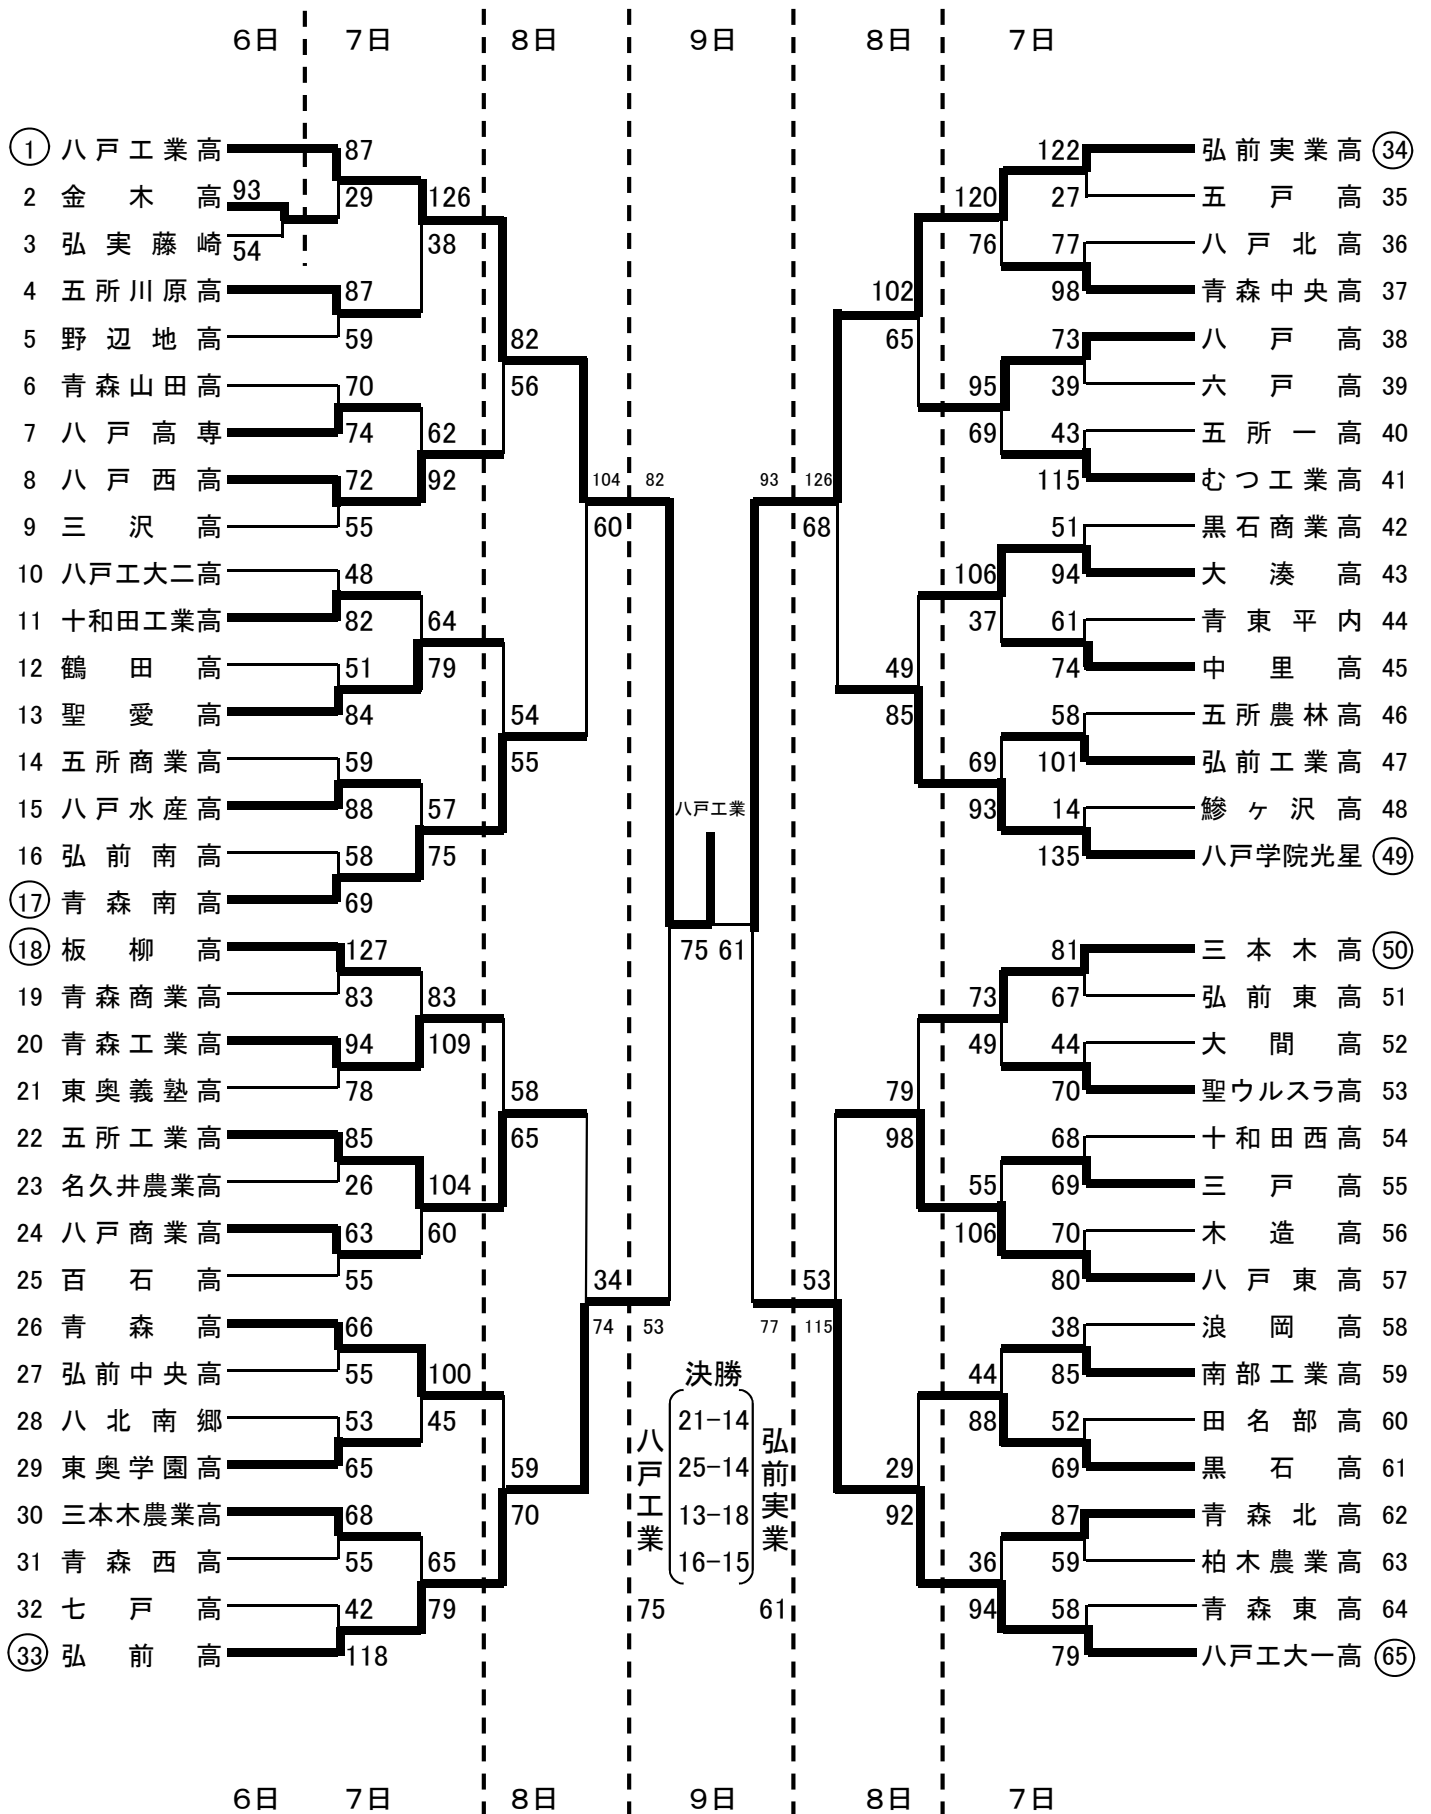 6日 7日 8日 9日 8日 7日
1 八戸工業高 87 122 弘前実業高 34
2 金木高 93 29 126 120 27 五戸高 35
3 弘実藤崎 54 38 76 77 八戸北高 36
4 五所川原高 87 102 98 青森中央高 37
5 野辺地高 59 82 65 73 八戸高 38
6 青森山田高 70 56 95 39 六戸高 39
7 八戸高専 74 62 69 43 五所一高 40
8 八戸西高 72 92 104 82 93 126 115 むつ工業高 41
9 三沢高 55 60 68 51 黒石商業高 42
10 八戸工大二高 48 106 94 大湊高 43
11 十和田工業高 82 64 37 61 青東平内 44
12 鶴田高 51 79 49 74 中里高 45
13 聖愛高 84 54 85 58 五所農林高 46
14 五所商業高 59 55 69 101 弘前工業高 47
15 八戸水産高 88 57 八戸工業 93 14 鰺ヶ沢高 48
16 弘前南高 58 75 135 八戸学院光星 49
17 青森南高 69
18 板柳高 127 75 61 81 三本木高 50
19 青森商業高 83 83 73 67 弘前東高 51
20 青森工業高 94 109 49 44 大間高 52
21 東奥義塾高 78 58 79 70 聖ウルスラ高 53
22 五所工業高 85 65 98 68 十和田西高 54
23 名久井農業高 26 104 55 69 三戸高 55
24 八戸商業高 63 60 106 70 木造高 56
25 百石高 55 34 53 80 八戸東高 57
26 青森高 66 74 53 77 115 38 浪岡高 58
27 弘前中央高 55 100 決勝 44 85 南部工業高 59
28 八北南郷 53 45 21-14 88 52 田名部高 60
29 東奥学園高 65 59 八戸工業 25-14 弘前実業 29 69 黒石高 61
30 三本木農業高 68 70 13-18 92 87 青森北高 62
31 青森西高 55 65 16-15 36 59 柏木農業高 63
32 七戸高 42 79 75 61 94 58 青森東高 64
33 弘前高 118 79 八戸工大一高 65
6日 7日 8日 9日 8日 7日